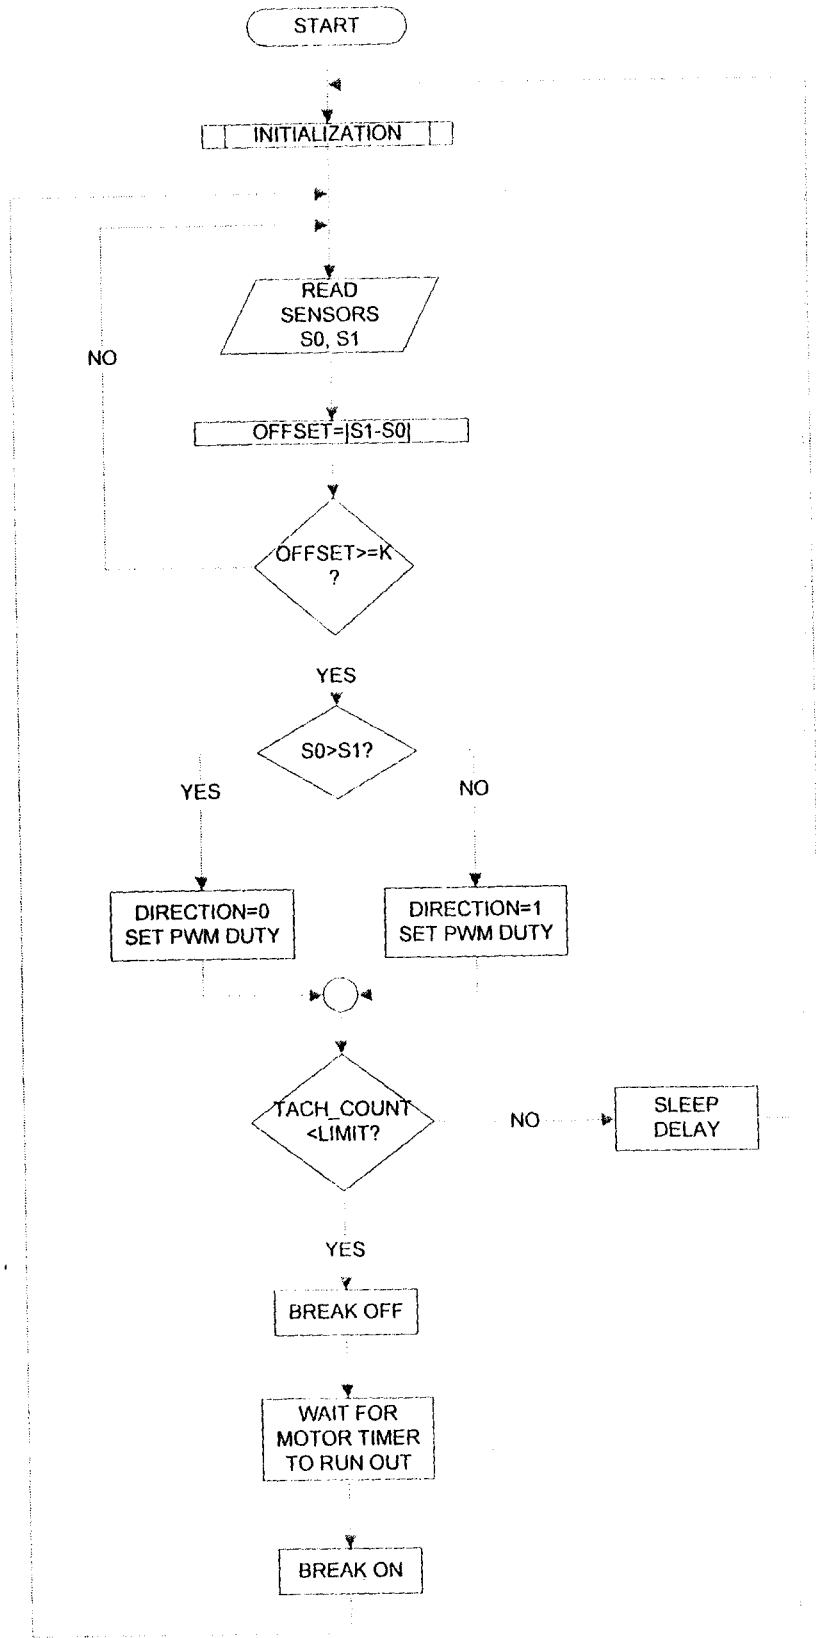 START
INITIALIZATION
READ
SENSORS
S0, S1
NO
OFFSET=|S1-S0|
OFFSET>=K
?
YES
S0>S1?
YES
NO
DIRECTION=0
SET PWM DUTY
DIRECTION=1
SET PWM DUTY
TACH_COUNT
<LIMIT?
NO
SLEEP
DELAY
YES
BREAK OFF
WAIT FOR
MOTOR TIMER
TO RUN OUT
BREAK ON